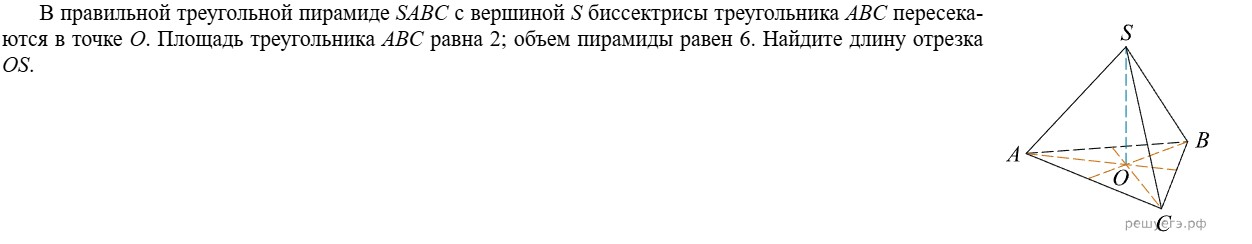 В правильной треугольной пирамиде SABC с вершиной S биссектрисы треугольника ABC пересека-
ются в точке O. Площадь треугольника ABC равна 2; объем пирамиды равен 6. Найдите длину отрезка
OS.
S
A
B
O
C
решуегэ.рф